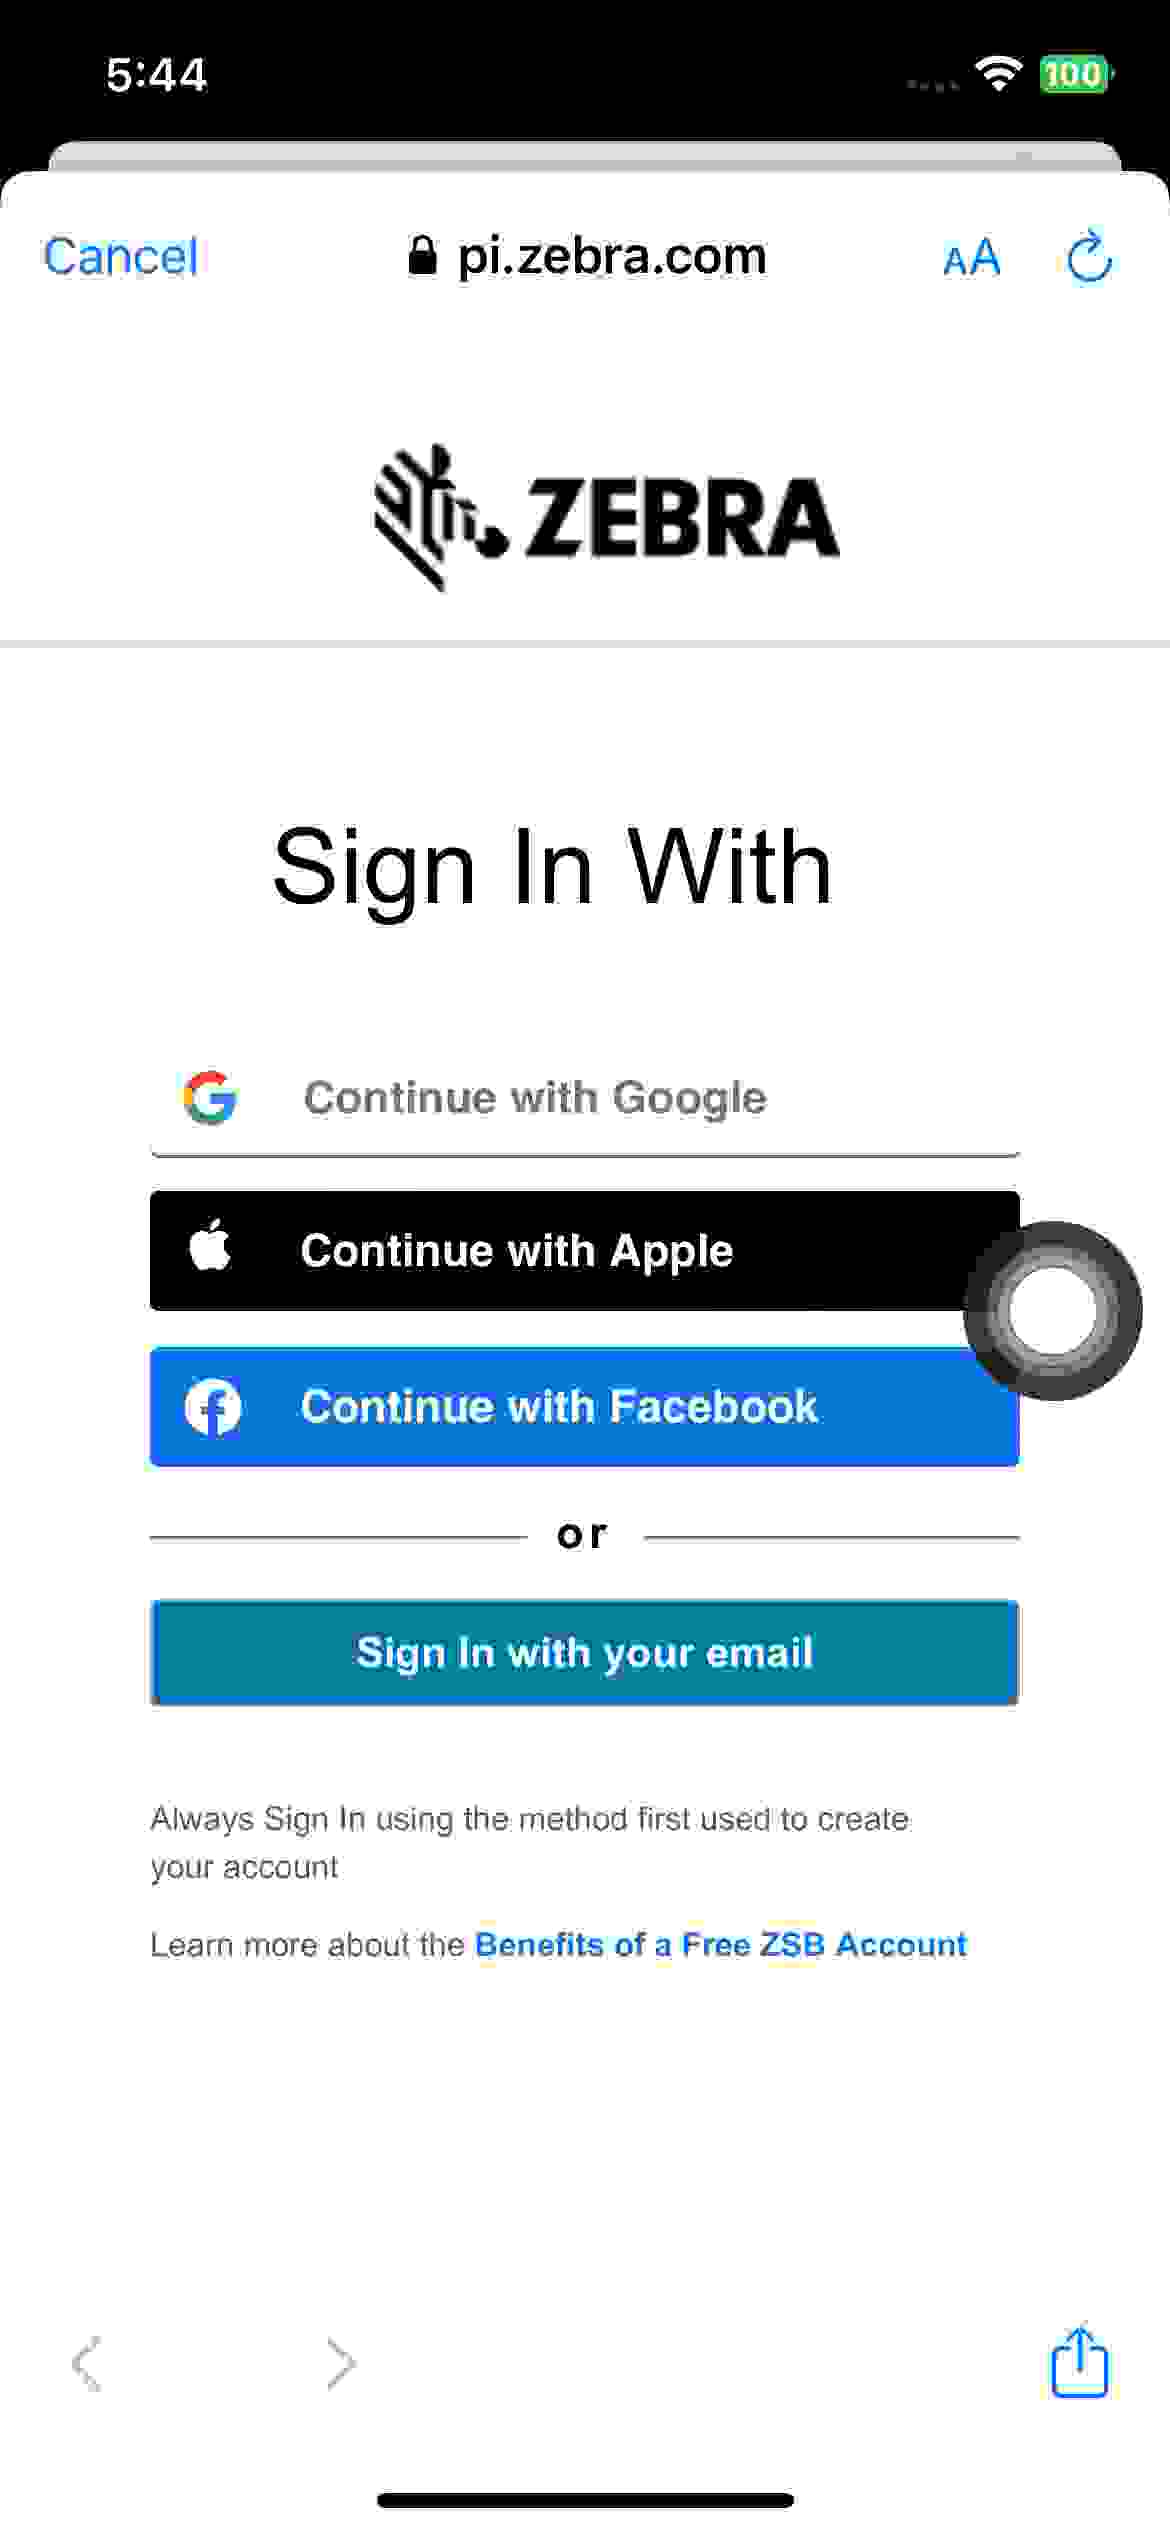 5:44
100
Cancel
pi.zebra.com
AA
ZEBRA
Sign In With
Continue with Google
Continue with Apple
Continue with Facebook
or
Sign In with your email
Always Sign In using the method first used to create
your account
Learn more about the Benefits of a Free ZSB Account